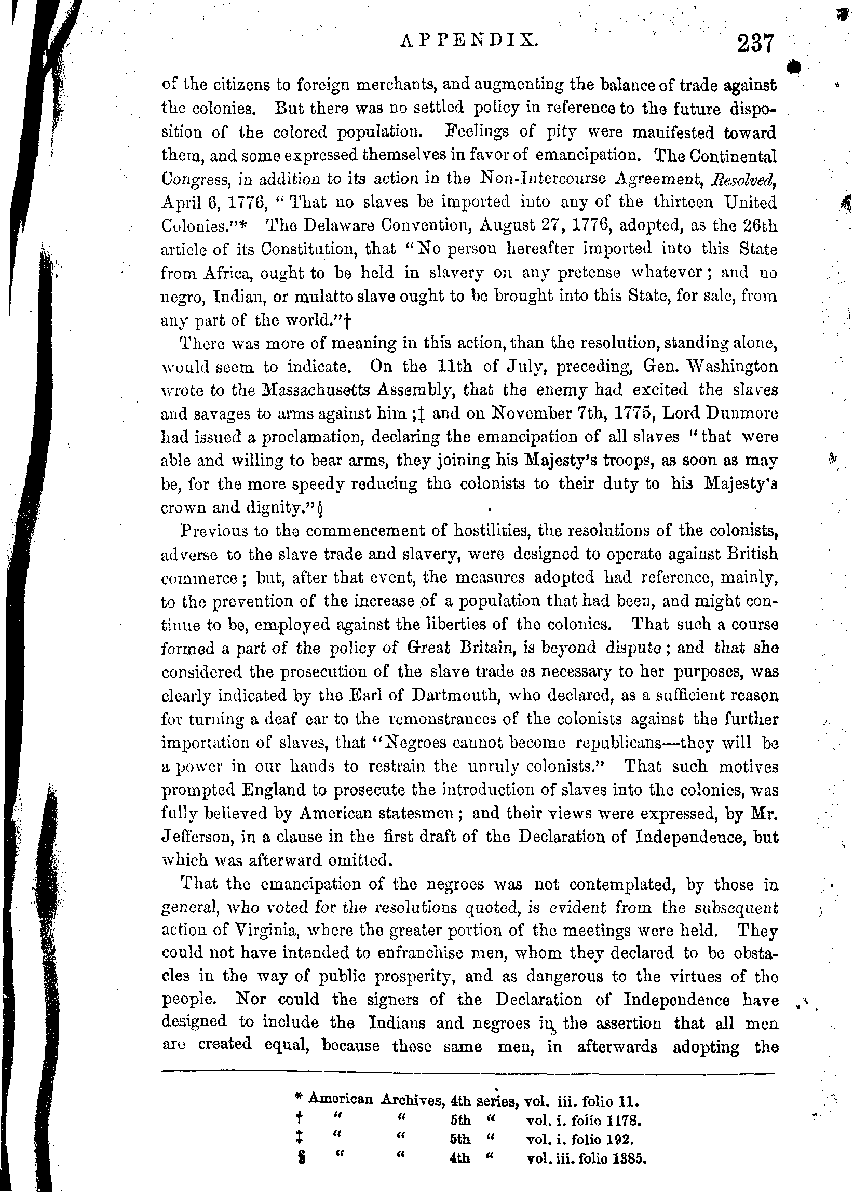 APPENDIX. 237
of the citizens to foreign merchants, and augmenting the balance of trade against
the colonies. But there was no settled policy in reference to the future dispo-
sition of the colored population. Feelings of pity were manifested toward
them, and some expressed themselves in favor of emancipation. The Continental
Congress, in addition to its action in the Non-Intercourse Agreement, Resolved,
April 6, 1776, "That no slaves be imported into any of the thirteen United
Colonies."* The Delaware Convention, August 27, 1776, adopted, as the 26th
article of its Constitution, that "No person hereafter imported into this State
from Africa, ought to be held in slavery on any pretense whatever; and no
negro, Indian, or mulatto slave ought to be brought into this State, for sale, from
any part of the world."†
There was more of meaning in this action, than the resolution, standing alone,
would seem to indicate. On the 11th of July, preceding, Gen. Washington
wrote to the Massachusetts Assembly, that the enemy had excited the slaves
and savages to arms against him;‡ and on November 7th, 1775, Lord Dunmore
had issued a proclamation, declaring the emancipation of all slaves "that were
able and willing to bear arms, they joining his Majesty's troops, as soon as may
be, for the more speedy reducing the colonists to their duty to his Majesty's
crown and dignity."§
Previous to the commencement of hostilities, the resolutions of the colonists,
adverse to the slave trade and slavery, were designed to operate against British
commerce; but, after that event, the measures adopted had reference, mainly,
to the prevention of the increase of a population that had been, and might con-
tinue to be, employed against the liberties of the colonies. That such a course
formed a part of the policy of Great Britain, is beyond dispute; and that she
considered the prosecution of the slave trade as necessary to her purposes, was
clearly indicated by the Earl of Dartmouth, who declared, as a sufficient reason
for turning a deaf ear to the remonstrances of the colonists against the further
importation of slaves, that "Negroes cannot become republicans—they will be
a power in our hands to restrain the unruly colonists." That such motives
prompted England to prosecute the introduction of slaves into the colonies, was
fully believed by American statesmen; and their views were expressed, by Mr.
Jefferson, in a clause in the first draft of the Declaration of Independence, but
which was afterward omitted.
That the emancipation of the negroes was not contemplated, by those in
general, who voted for the resolutions quoted, is evident from the subsequent
action of Virginia, where the greater portion of the meetings were held. They
could not have intended to enfranchise men, whom they declared to be obsta-
cles in the way of public prosperity, and as dangerous to the virtues of the
people. Nor could the signers of the Declaration of Independence have
designed to include the Indians and negroes in the assertion that all men
are created equal, because these same men, in afterwards adopting the
* American Archives, 4th series, vol. iii. folio 11.
† " " 5th " vol. i. folio 1178.
‡ " " 5th " vol. i. folio 192.
§ " " 4th " vol. iii. folio 1385.